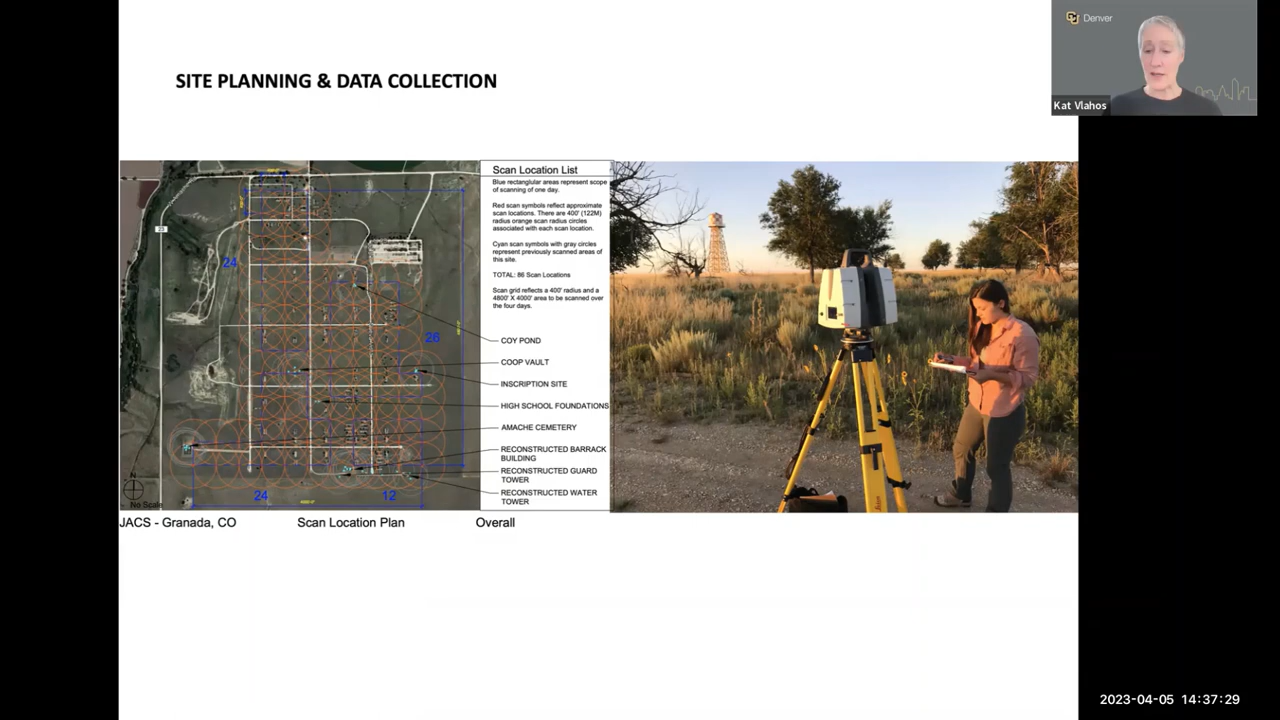 Denver
Kat Vlahos
SITE PLANNING & DATA COLLECTION
Scan Location List
Blue rectanglular areas represent scope
of scanning of one day.
Red scan symbols reflect approximate
scan locations. There are 400' (122M)
radius orange scan radius circles
associated with each scan location.
Cyan scan symbols with gray circles
represent previously scanned areas of
this site.
TOTAL: 86 Scan Locations
Scan grid reflects a 400' radius and a
4800' X 4000' area to be scanned over
the four days.
COY POND
COOP VAULT
INSCRIPTION SITE
HIGH SCHOOL FOUNDATIONS
AMACHE CEMETERY
RECONSTRUCTED BARRACK
BUILDING
RECONSTRUCTED GUARD
TOWER
RECONSTRUCTED WATER
TOWER
23
24
26
24
12
N
No Scale
JACS - Granada, CO
Scan Location Plan
Overall
2023-04-05 14:37:29